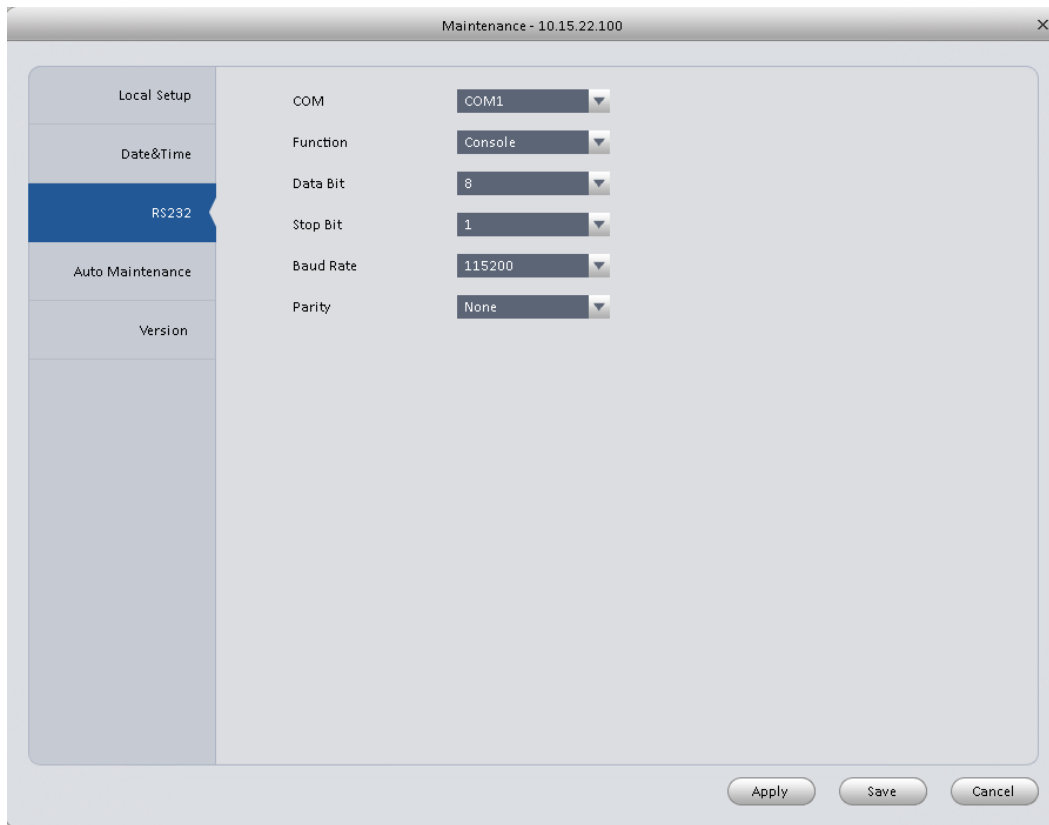 Maintenance - 10.15.22.100
Local Setup
Date&Time
RS232
Auto Maintenance
Version
COM COM1
Function Console
Data Bit 8
Stop Bit 1
Baud Rate 115200
Parity None
Apply Save Cancel